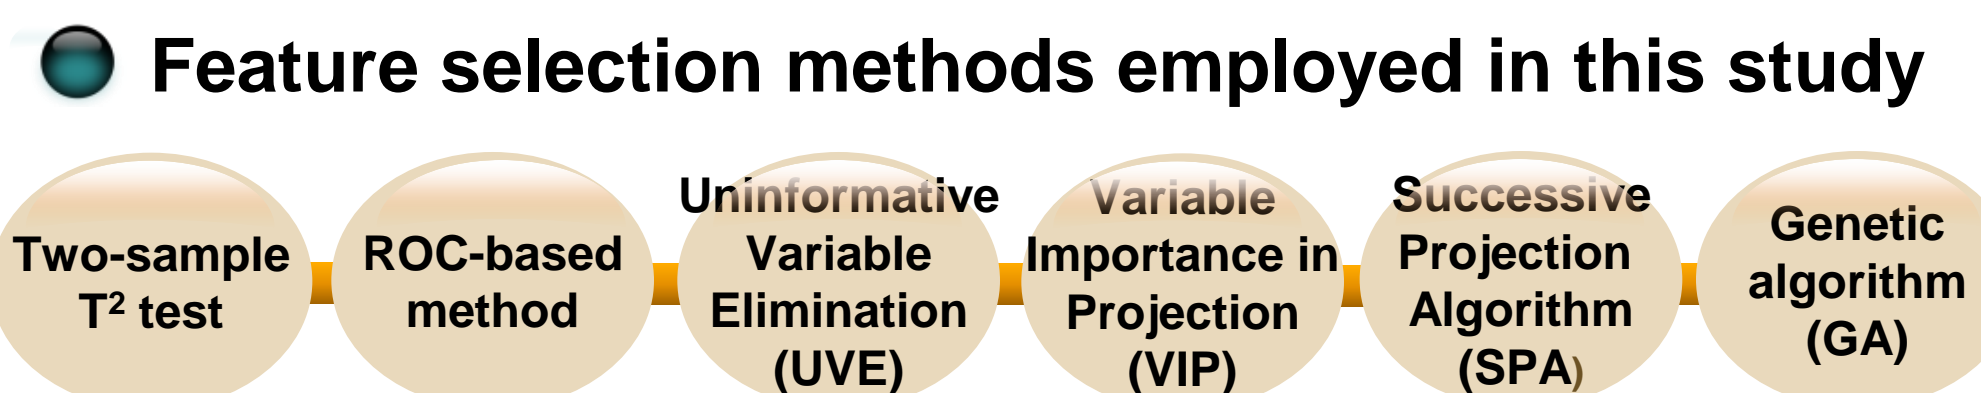 Feature selection methods employed in this study
Two-sample
T² test
ROC-based
method
Uninformative
Variable
Elimination
(UVE)
Variable
Importance in
Projection
(VIP)
Successive
Projection
Algorithm
(SPA)
Genetic
algorithm
(GA)